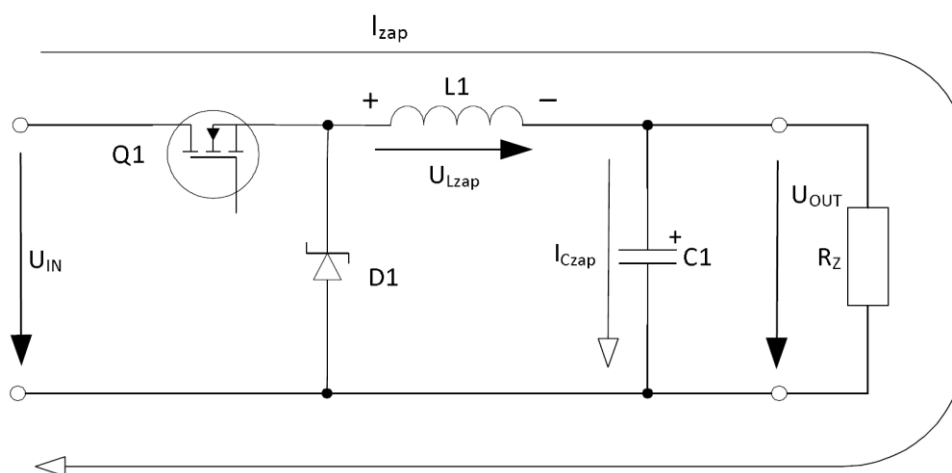 Izap
+ L1 −
Q1
ULzap
UOUT
UIN
D1
ICzap
+
C1
RZ